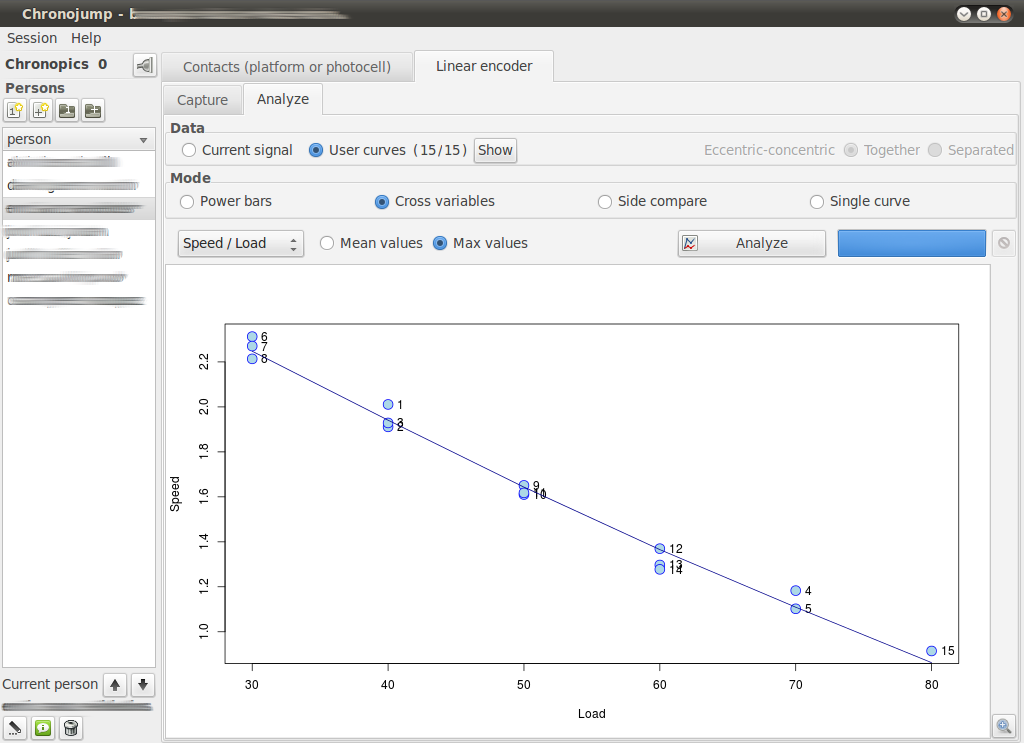 Chronojump -
Session Help
Chronopics 0
Contacts (platform or photocell) Linear encoder
Persons
Capture Analyze
person
Data
Current signal User curves (15/15) Show Eccentric-concentric Together Separated
Mode
Power bars Cross variables Side compare Single curve
Speed / Load Mean values Max values Analyze
Speed
2.2
2.0
1.8
1.6
1.4
1.2
1.0
6
7
8
1
3
2
9
11
10
12
13
14
4
5
15
30 40 50 60 70 80
Load
Current person